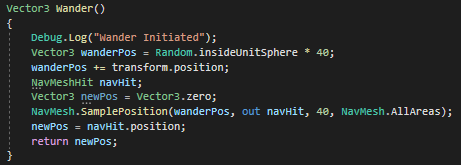 Vector3 Wander()
{
Debug.Log("Wander Initiated");
Vector3 wanderPos = Random.insideUnitSphere * 40;
wanderPos += transform.position;
NavMeshHit navHit;
Vector3 newPos = Vector3.zero;
NavMesh.SamplePosition(wanderPos, out navHit, 40, NavMesh.AllAreas);
newPos = navHit.position;
return newPos;
}